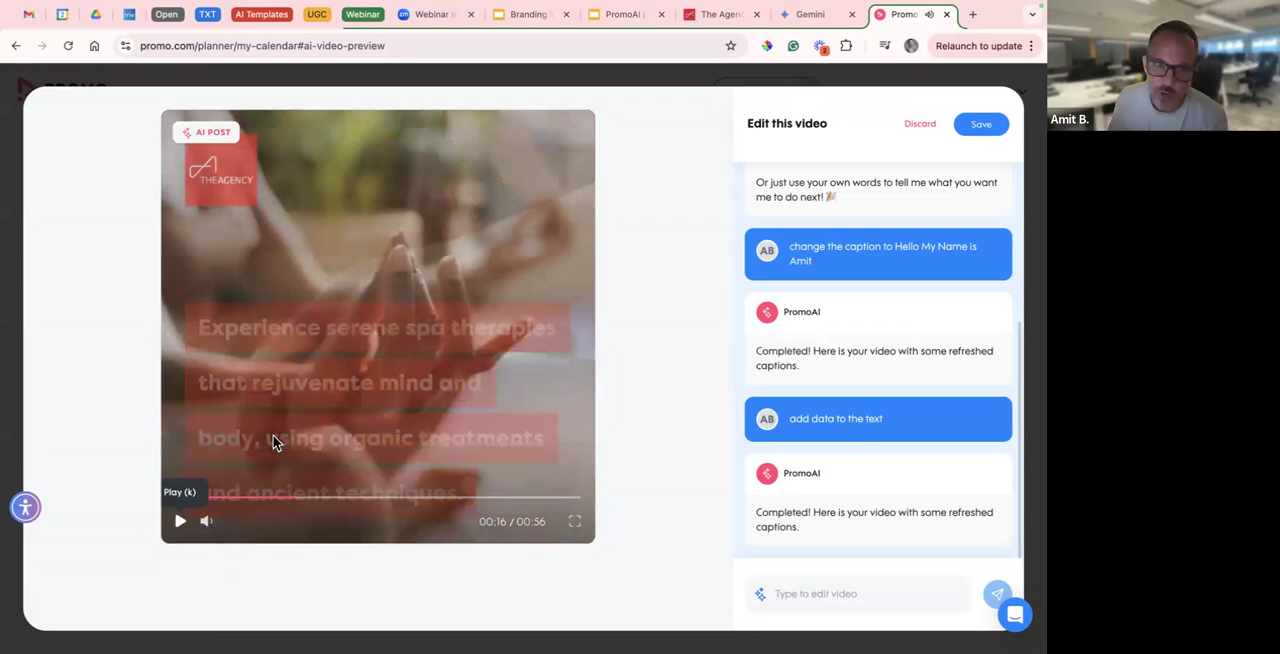 Open
TXT
AI Templates
UGC
Webinar
Webinar
Branding
PromoAI
The Agen
Gemini
Promo
promo.com/planner/my-calendar#ai-video-preview
2
Relaunch to update
Amit B.
AI POST
THE AGENCY
Experience serene spa therapies
that rejuvenate mind and
body, using organic treatments
and ancient techniques.
Play (k)
00:16 / 00:56
Edit this video
Discard
Save
Or just use your own words to tell me what you want
me to do next! 🎉
AB
change the caption to Hello My Name is
Amit
PromoAI
Completed! Here is your video with some refreshed
captions.
AB
add data to the text
PromoAI
Completed! Here is your video with some refreshed
captions.
Type to edit video